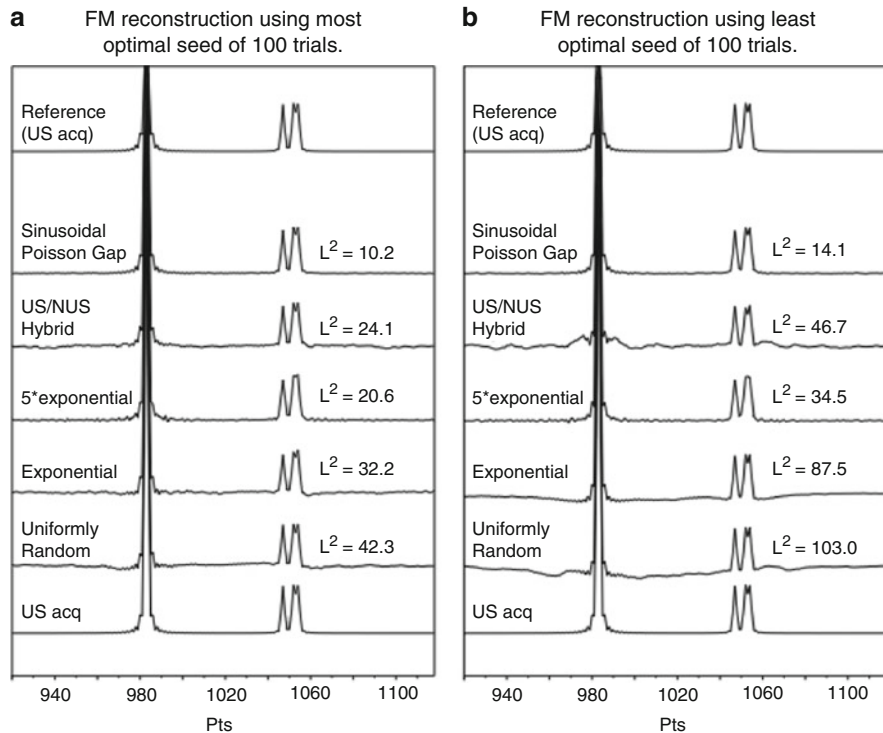 a
FM reconstruction using most
optimal seed of 100 trials.
Reference
(US acq)
Sinusoidal
Poisson Gap
L² = 10.2
US/NUS
Hybrid
L² = 24.1
5*exponential
L² = 20.6
Exponential
L² = 32.2
Uniformly
Random
L² = 42.3
US acq
940 980 1020 1060 1100
Pts
b
FM reconstruction using least
optimal seed of 100 trials.
Reference
(US acq)
Sinusoidal
Poisson Gap
L² = 14.1
US/NUS
Hybrid
L² = 46.7
5*exponential
L² = 34.5
Exponential
L² = 87.5
Uniformly
Random
L² = 103.0
US acq
940 980 1020 1060 1100
Pts